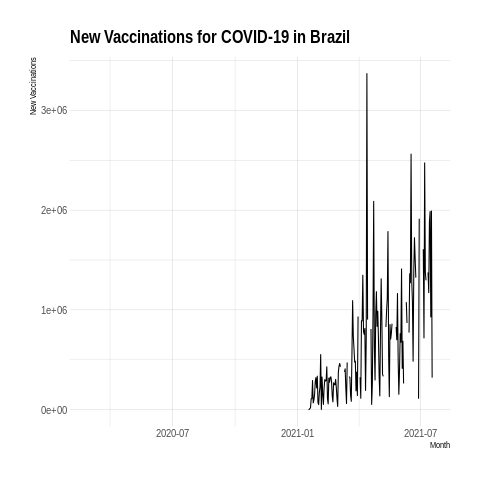 New Vaccinations for COVID-19 in Brazil
New Vaccinations
3e+06
2e+06
1e+06
0e+00
2020-07
2021-01
2021-07
Month